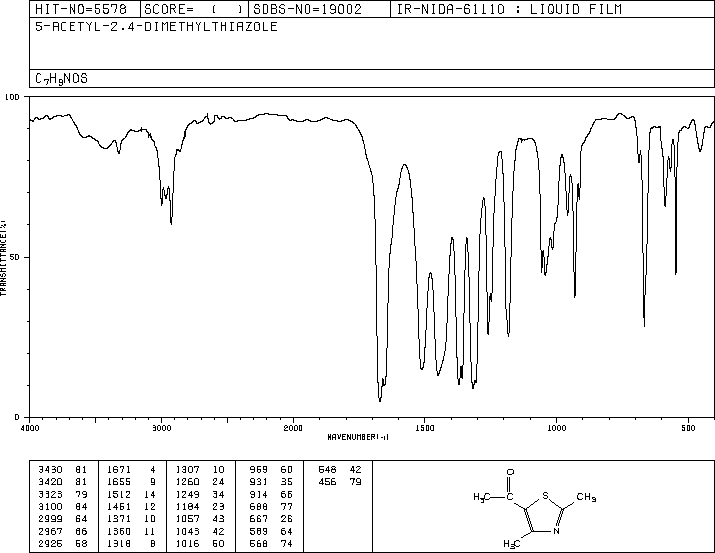 HIT-NO=5578 SCORE= ( ) SDBS-NO=19002 IR-NIDA-61110 : LIQUID FILM
5-ACETYL-2,4-DIMETHYLTHIAZOLE
C7H9NOS
100
50
0
TRANSMITTANCE(%)
4000 3000 2000 1500 1000 500
WAVENUMBER(-1)
3430 81 1671 4 1307 10 969 60 548 42
3420 81 1655 9 1260 24 931 35 456 79
3323 79 1512 14 1249 34 914 66
3100 84 1451 12 1184 23 688 77
2999 64 1371 10 1057 43 667 26
2967 66 1360 11 1043 42 589 64
2925 58 1318 8 1016 50 568 74
O
H3C C S CH3
N
H3C